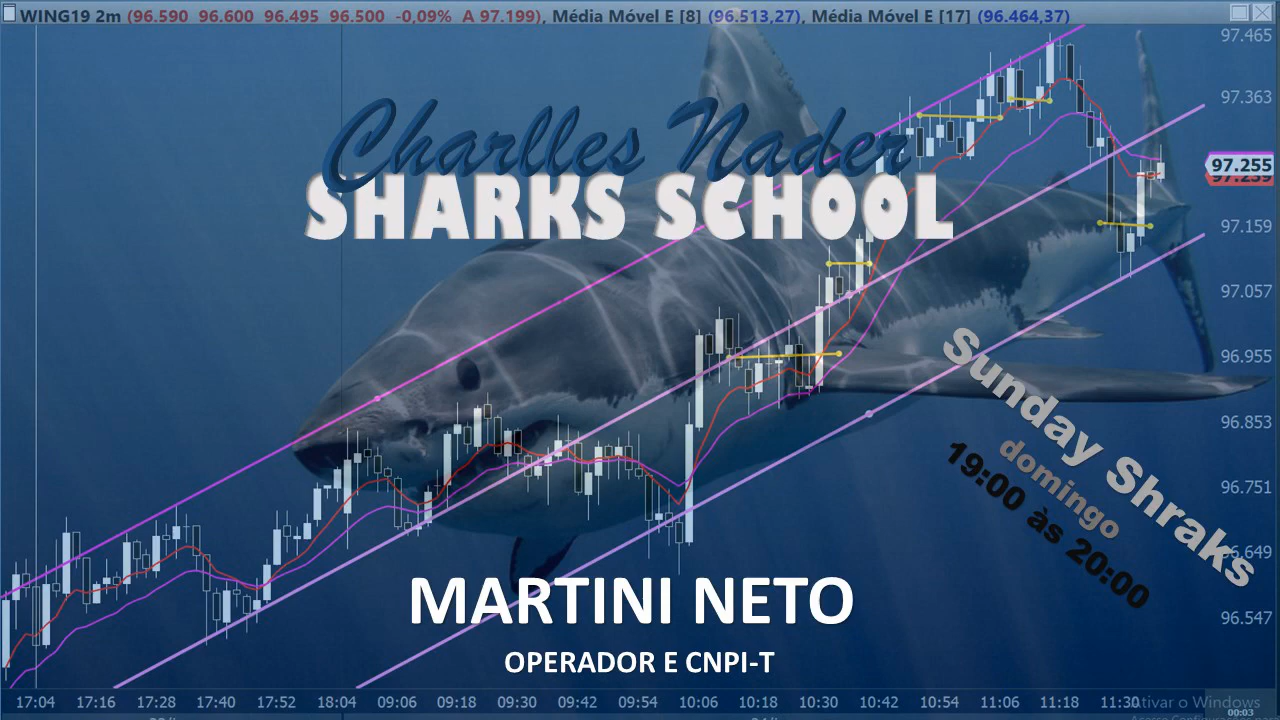 WING19 2m (96.590 96.600 96.495 96.500 -0,09% A 97.199), Média Móvel E [8] (96.513,27), Média Móvel E [17] (96.464,37)
97.465
97.363
Charlles Nader
SHARKS SCHOOL
97.255
97.159
97.057
96.955
96.853
96.751
96.649
96.547
Sunday Shraks
domingo
19:00 às 20:00
MARTINI NETO
OPERADOR E CNPI-T
17:04 17:16 17:28 17:40 17:52 18:04 09:06 09:18 09:30 09:42 09:54 10:06 10:18 10:30 10:42 10:54 11:06 11:18 11:30
Ativar o Windows
00:03